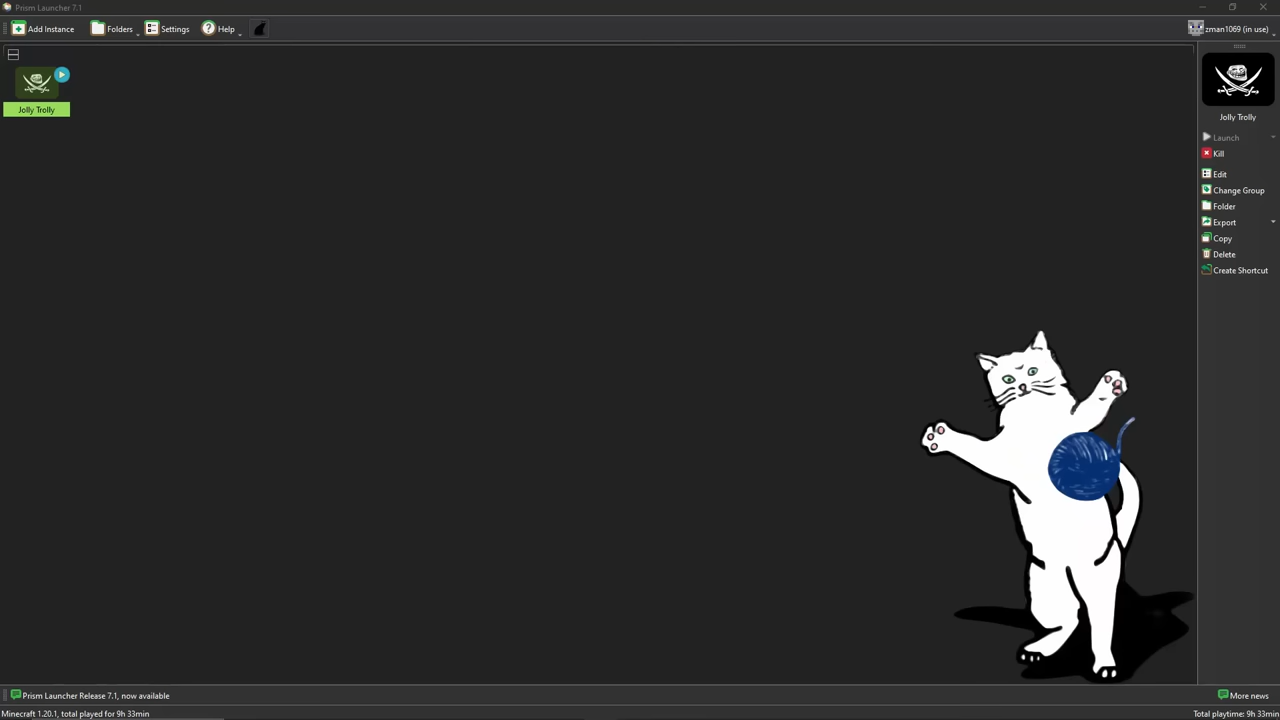 Prism Launcher 7.1
Add Instance
Folders
Settings
Help
zman1069 (in use)
Jolly Trolly
Jolly Trolly
Launch
Kill
Edit
Change Group
Folder
Export
Copy
Delete
Create Shortcut
Prism Launcher Release 7.1, now available
More news
Minecraft 1.20.1, total played for 9h 33min
Total playtime: 9h 33min